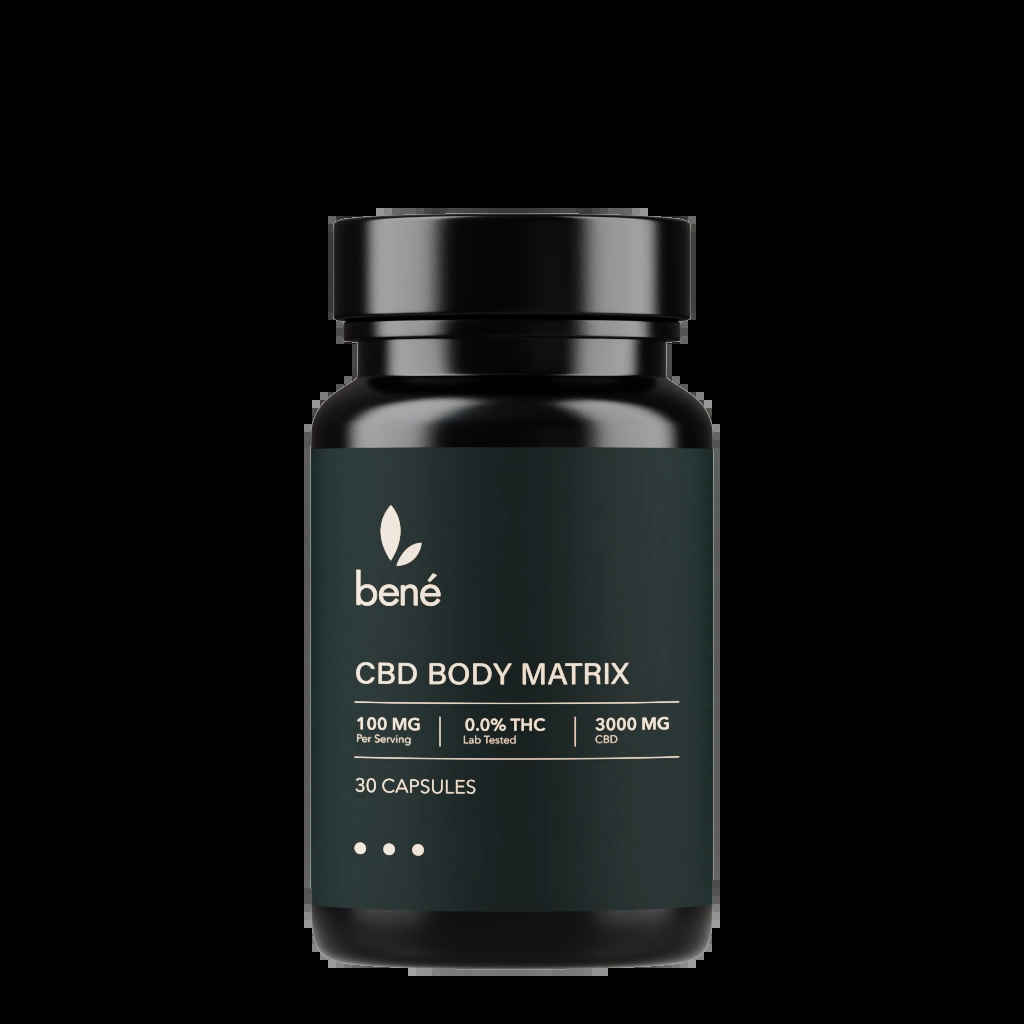 bené
CBD BODY MATRIX
100 MG
Per Serving
0.0% THC
Lab Tested
3000 MG
CBD
30 CAPSULES